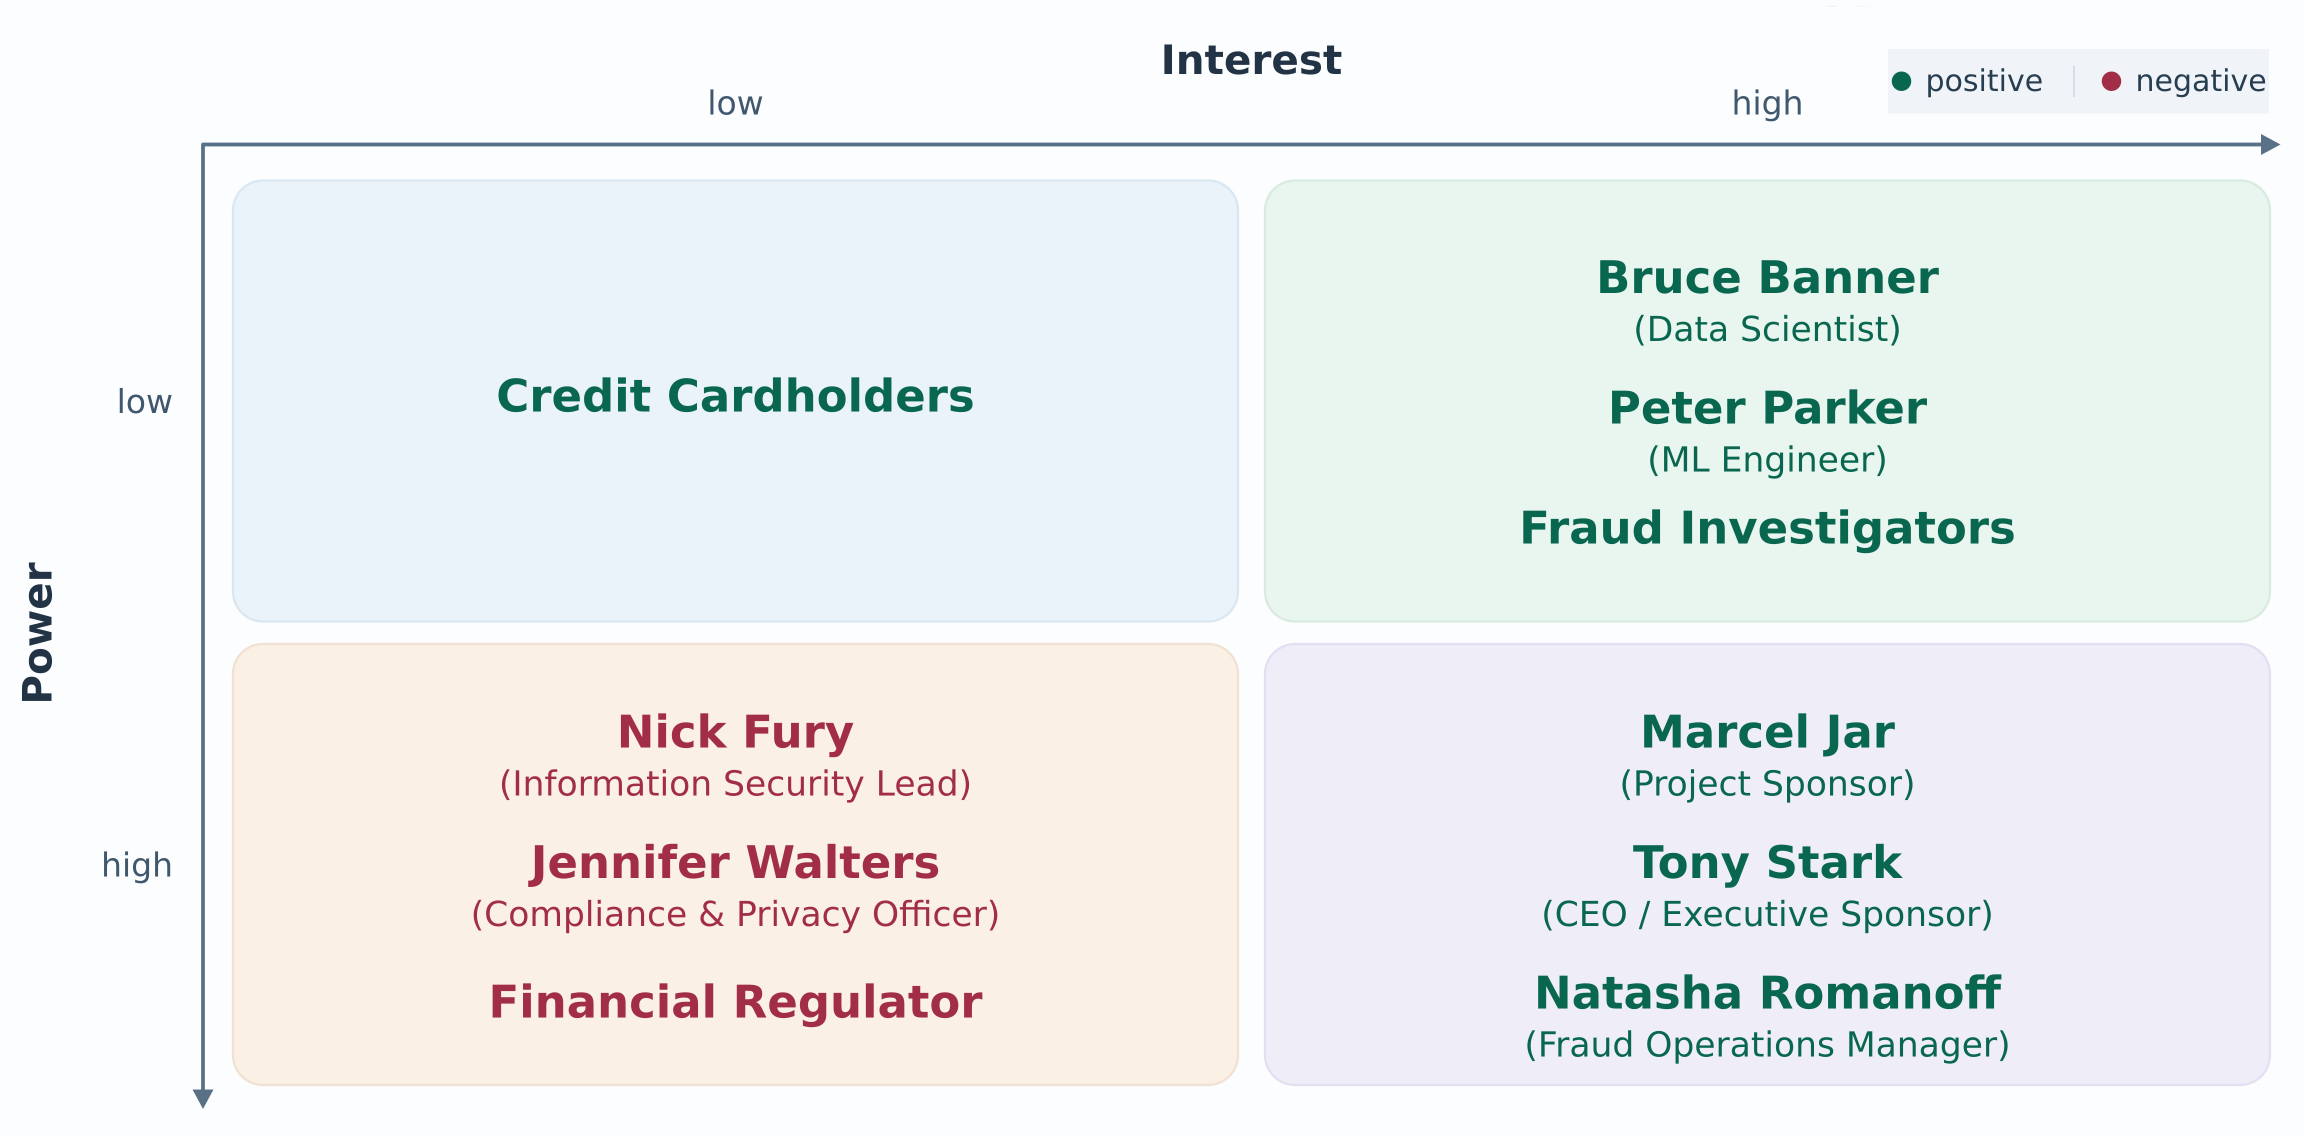 Interest
low
high
positive
negative
Power
low
high
Credit Cardholders
Bruce Banner
(Data Scientist)
Peter Parker
(ML Engineer)
Fraud Investigators
Nick Fury
(Information Security Lead)
Jennifer Walters
(Compliance & Privacy Officer)
Financial Regulator
Marcel Jar
(Project Sponsor)
Tony Stark
(CEO / Executive Sponsor)
Natasha Romanoff
(Fraud Operations Manager)